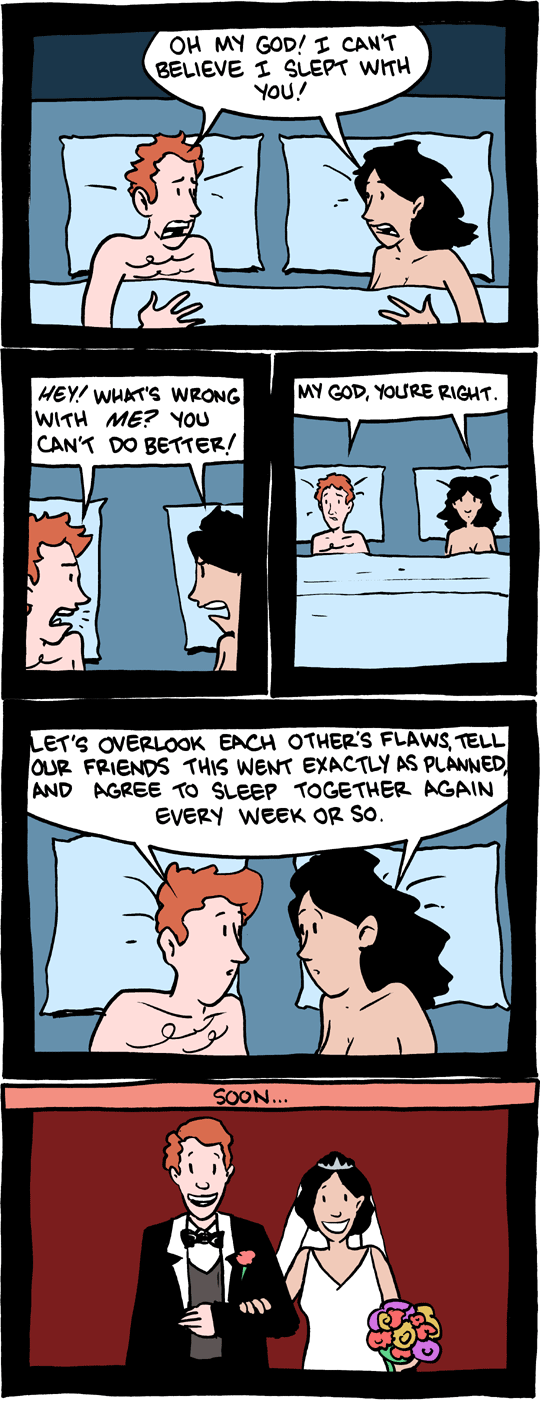 OH MY GOD! I CAN'T
BELIEVE I SLEPT WITH
YOU!
HEY! WHAT'S WRONG
WITH ME? YOU
CAN'T DO BETTER!
MY GOD, YOU'RE RIGHT.
LET'S OVERLOOK EACH OTHER'S FLAWS, TELL
OUR FRIENDS THIS WENT EXACTLY AS PLANNED,
AND AGREE TO SLEEP TOGETHER AGAIN
EVERY WEEK OR SO.
SOON...